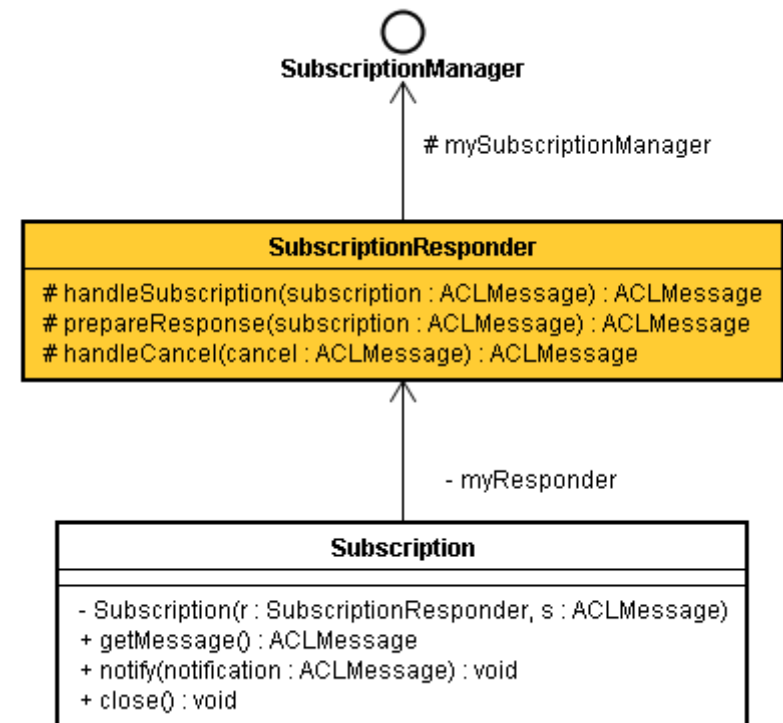 SubscriptionManager
# mySubscriptionManager
SubscriptionResponder
# handleSubscription(subscription : ACLMessage) : ACLMessage
# prepareResponse(subscription : ACLMessage) : ACLMessage
# handleCancel(cancel : ACLMessage) : ACLMessage
- myResponder
Subscription
- Subscription(r : SubscriptionResponder, s : ACLMessage)
+ getMessage() : ACLMessage
+ notify(notification : ACLMessage) : void
+ close() : void